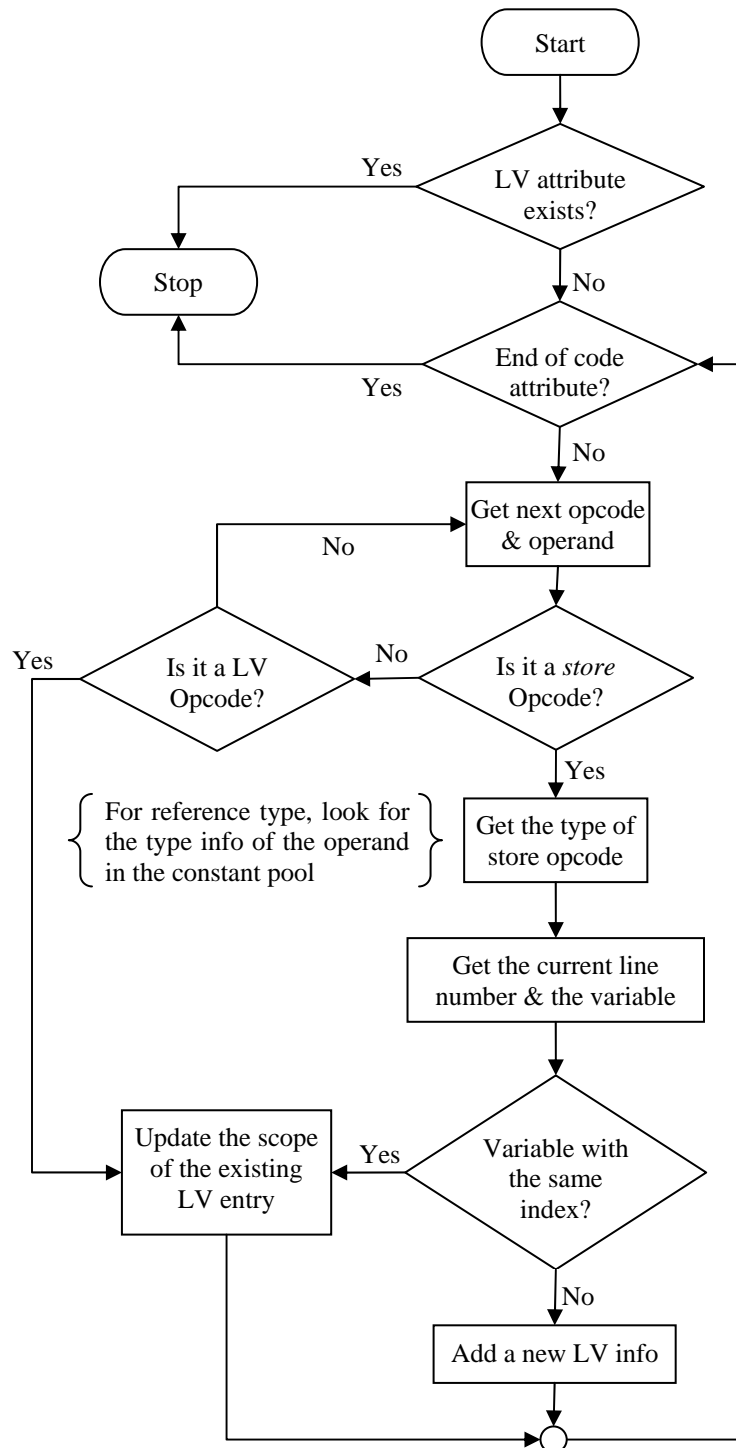 Start
Yes
LV attribute
exists?
Stop
No
End of code
attribute?
Yes
No
Get next opcode
& operand
No
Yes
Is it a LV
Opcode?
No
Is it a store
Opcode?
Yes
For reference type, look for
the type info of the operand
in the constant pool
Get the type of
store opcode
Get the current line
number & the variable
Update the scope
of the existing
LV entry
Yes
Variable with
the same
index?
No
Add a new LV info